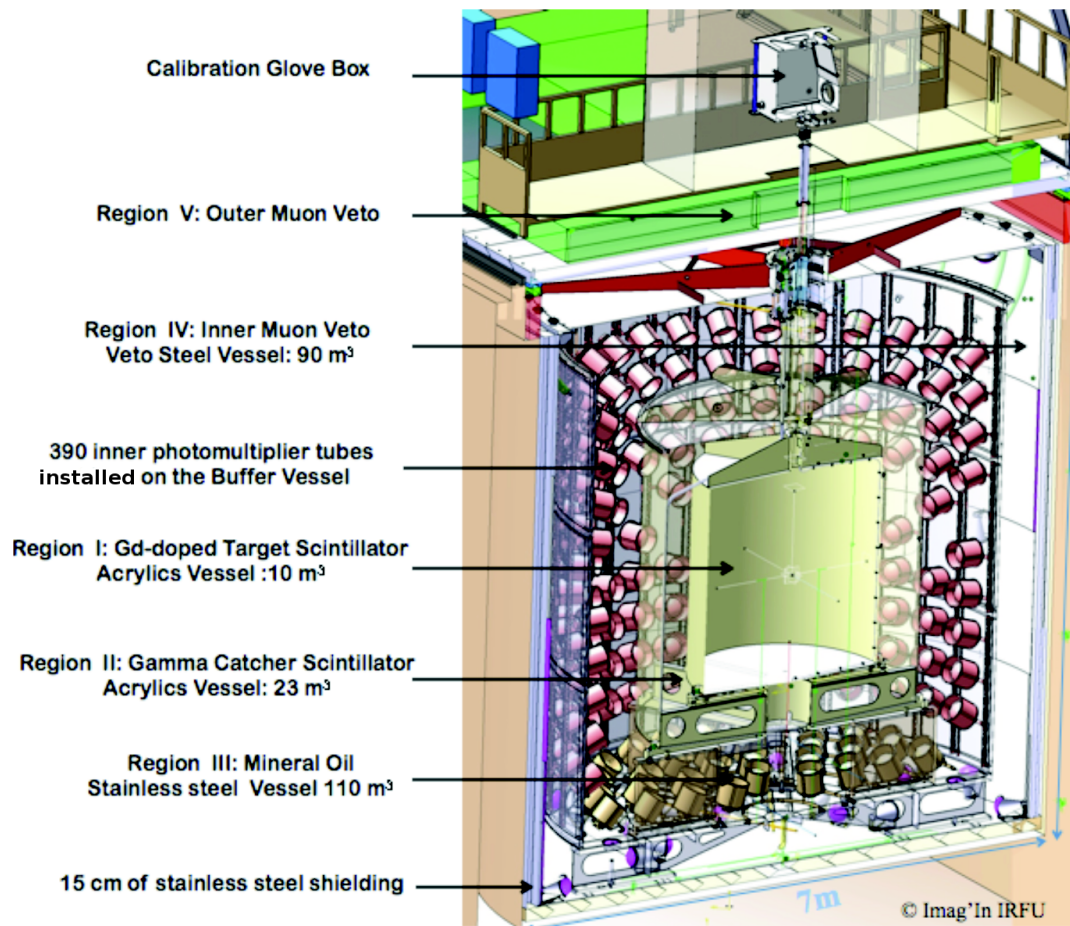 Calibration Glove Box
Region V: Outer Muon Veto
Region IV: Inner Muon Veto
Veto Steel Vessel: 90 m³
390 inner photomultiplier tubes
installed on the Buffer Vessel
Region I: Gd-doped Target Scintillator
Acrylics Vessel :10 m³
Region II: Gamma Catcher Scintillator
Acrylics Vessel: 23 m³
Region III: Mineral Oil
Stainless steel Vessel 110 m³
15 cm of stainless steel shielding
7m
© Imag'In IRFU